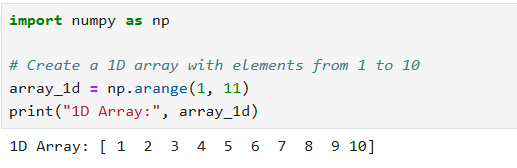 import numpy as np
# Create a 1D array with elements from 1 to 10
array_1d = np.arange(1, 11)
print("1D Array:", array_1d)
1D Array: [ 1  2  3  4  5  6  7  8  9 10]